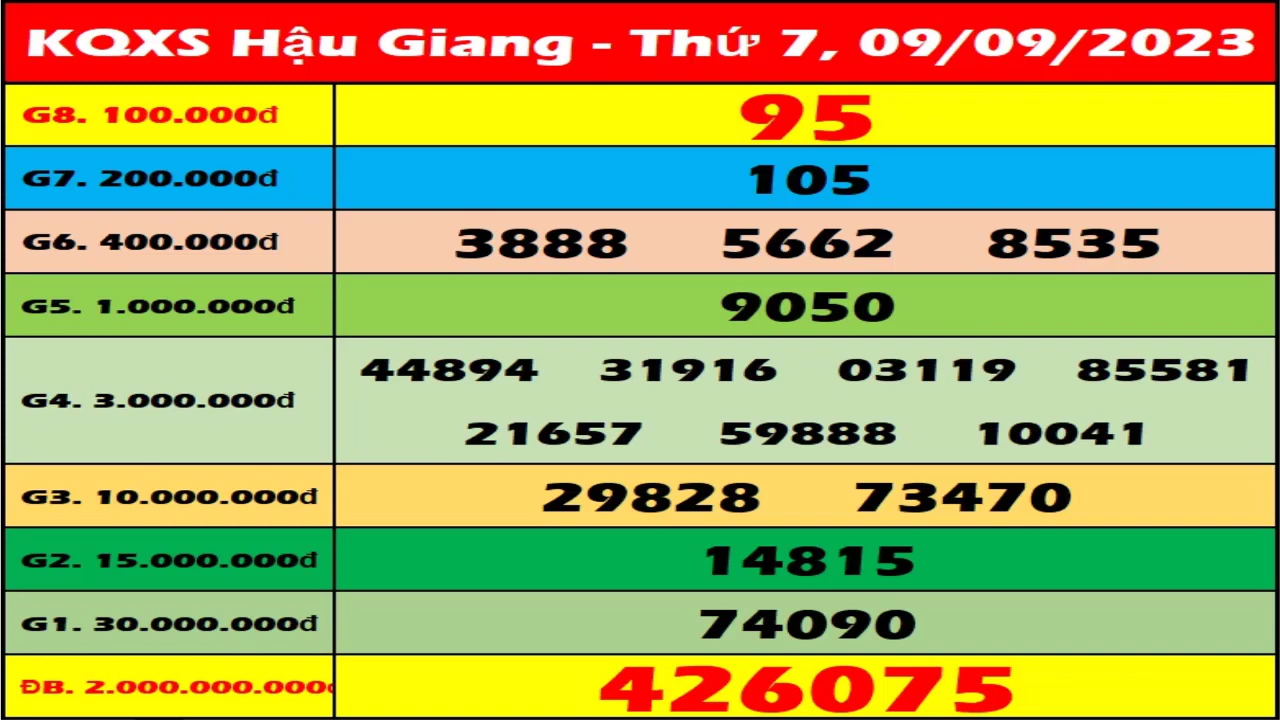 KQXS Hậu Giang - Thứ 7, 09/09/2023
G8. 100.000đ 95
G7. 200.000đ 105
G6. 400.000đ 3888 5662 8535
G5. 1.000.000đ 9050
G4. 3.000.000đ 44894 31916 03119 85581
21657 59888 10041
G3. 10.000.000đ 29828 73470
G2. 15.000.000đ 14815
G1. 30.000.000đ 74090
ĐB. 2.000.000.000đ 426075